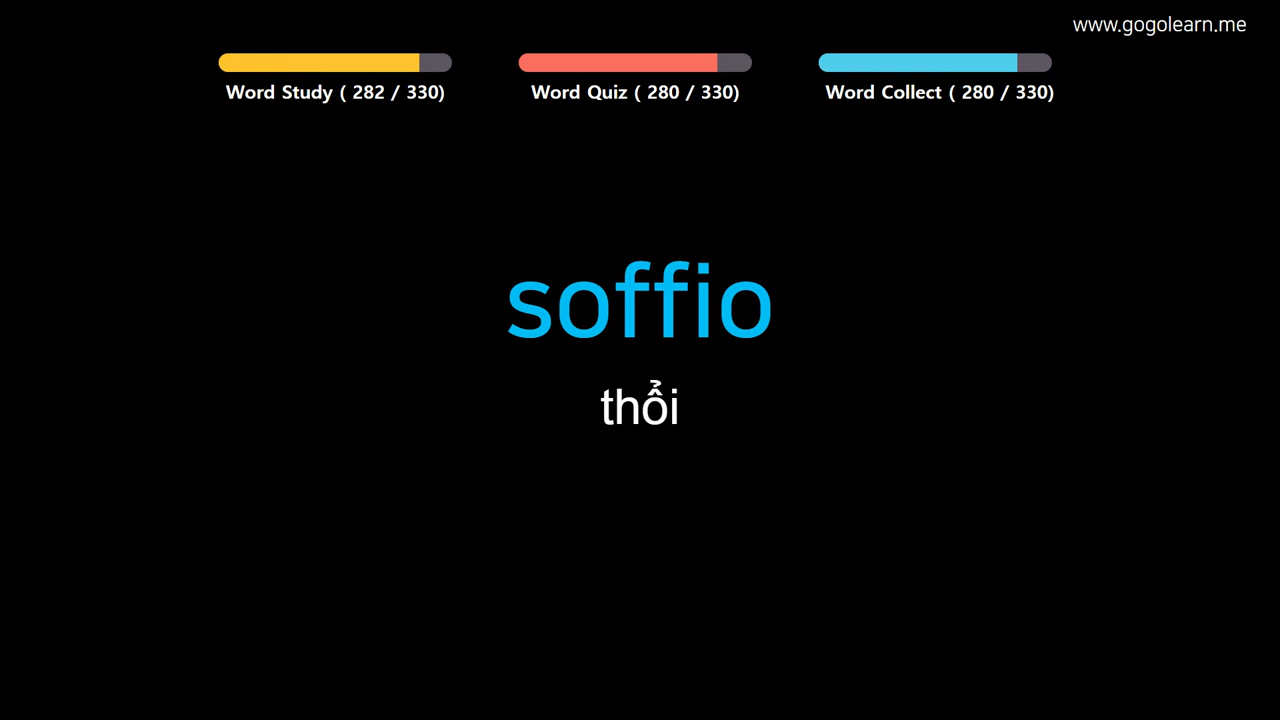 www.gogolearn.me
Word Study ( 282 / 330)
Word Quiz ( 280 / 330)
Word Collect ( 280 / 330)
soffio
thổi